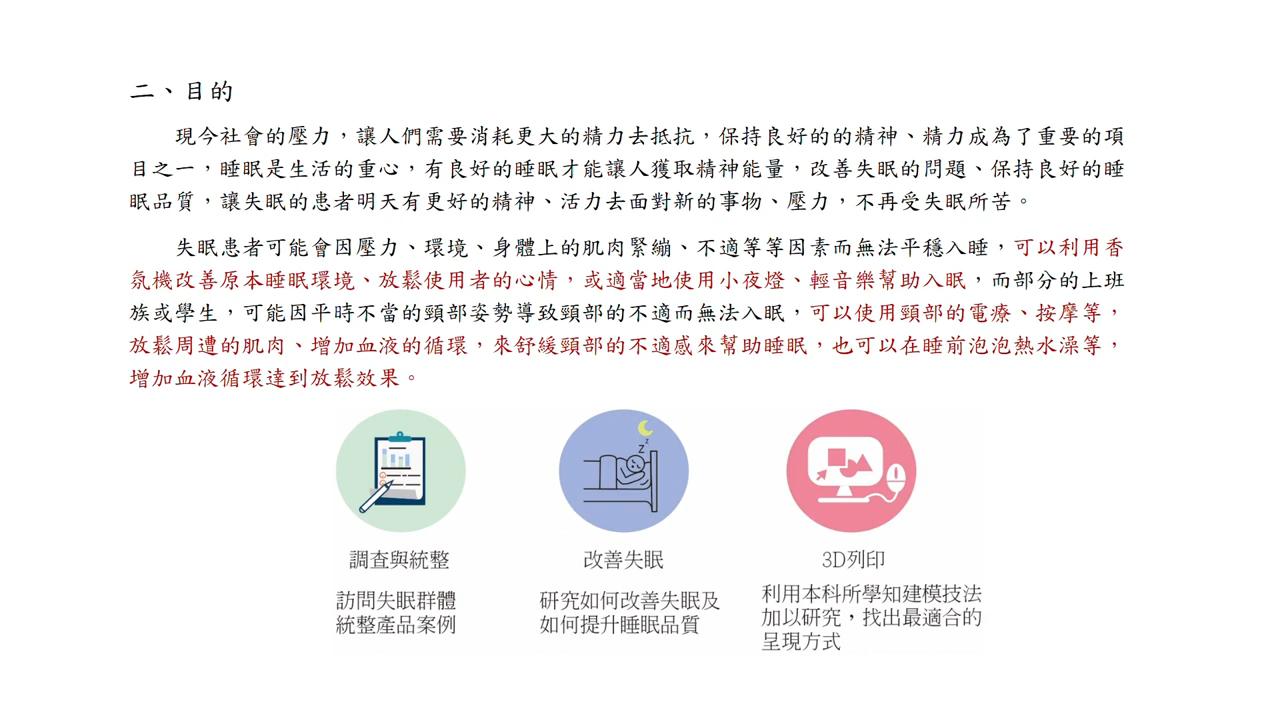 二、目的
現今社會的壓力，讓人們需要消耗更大的精力去抵抗，保持良好的的精神、精力成為了重要的項
目之一，睡眠是生活的重心，有良好的睡眠才能讓人獲取精神能量，改善失眠的問題、保持良好的睡
眠品質，讓失眠的患者明天有更好的精神、活力去面對新的事物、壓力，不再受失眠所苦。
失眠患者可能會因壓力、環境、身體上的肌肉緊繃、不適等等因素而無法平穩入睡，可以利用香
氛機改善原本睡眠環境、放鬆使用者的心情，或適當地使用小夜燈、輕音樂幫助入眠，而部分的上班
族或學生，可能因平時不當的頸部姿勢導致頸部的不適而無法入眠，可以使用頸部的電療、按摩等，
放鬆周遭的肌肉、增加血液的循環，來舒緩頸部的不適感來幫助睡眠，也可以在睡前泡泡熱水澡等，
增加血液循環達到放鬆效果。
Z z
調查與統整
訪問失眠群體
統整產品案例
改善失眠
研究如何改善失眠及
如何提升睡眠品質
3D列印
利用本科所學知建模技法
加以研究，找出最適合的
呈現方式